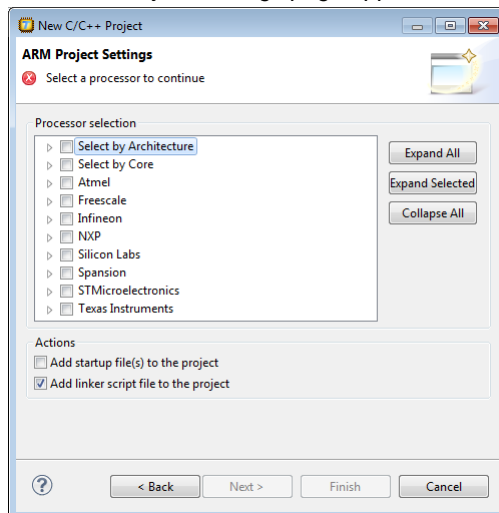 New C/C++ Project
ARM Project Settings
Select a processor to continue
Processor selection
Select by Architecture
Select by Core
Atmel
Freescale
Infineon
NXP
Silicon Labs
Spansion
STMicroelectronics
Texas Instruments
Expand All
Expand Selected
Collapse All
Actions
Add startup file(s) to the project
Add linker script file to the project
?
< Back
Next >
Finish
Cancel